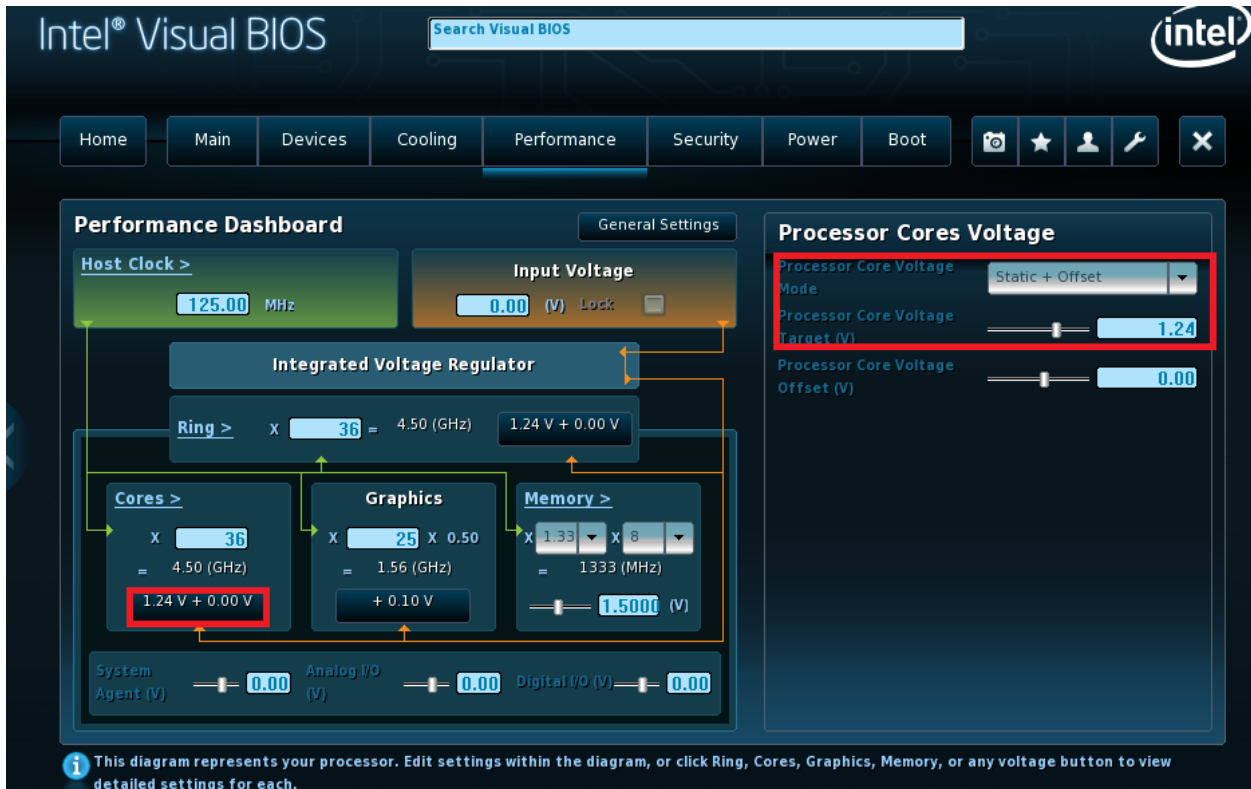 Intel® Visual BIOS
Search Visual BIOS
intel
Home
Main
Devices
Cooling
Performance
Security
Power
Boot
Performance Dashboard
General Settings
Host Clock >
125.00 MHz
Input Voltage
0.00 (V) Lock
Integrated Voltage Regulator
Ring > X 36 = 4.50 (GHz) 1.24 V + 0.00 V
Cores >
X 36
= 4.50 (GHz)
1.24 V + 0.00 V
Graphics
X 25 X 0.50
= 1.56 (GHz)
+ 0.10 V
Memory >
X 1.33 X 8
= 1333 (MHz)
1.5000 (V)
System
Agent (V)
0.00
Analog I/O
(V)
0.00
Digital I/O (V)
0.00
Processor Cores Voltage
Processor Core Voltage
Mode
Static + Offset
Processor Core Voltage
Target (V)
1.24
Processor Core Voltage
Offset (V)
0.00
This diagram represents your processor. Edit settings within the diagram, or click Ring, Cores, Graphics, Memory, or any voltage button to view
detailed settings for each.